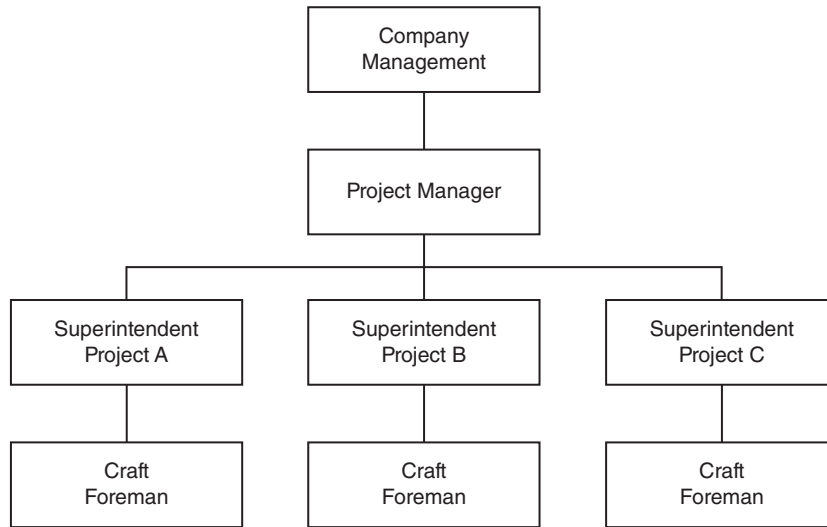 Company
Management
Project Manager
Superintendent
Project A
Superintendent
Project B
Superintendent
Project C
Craft
Foreman
Craft
Foreman
Craft
Foreman